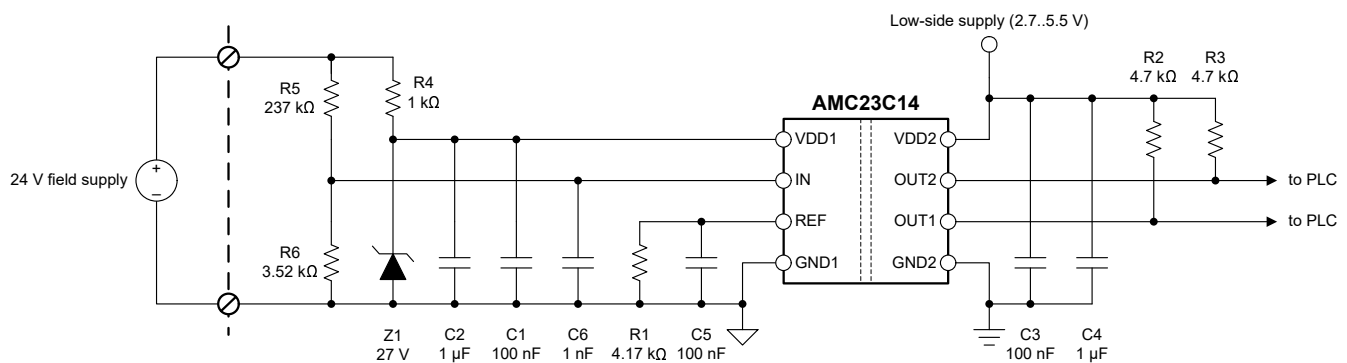 Low-side supply (2.7..5.5 V)
R2
4.7 kΩ
R3
4.7 kΩ
R5
237 kΩ
R4
1 kΩ
AMC23C14
VDD1
VDD2
24 V field supply
+
–
IN
OUT2
to PLC
REF
OUT1
to PLC
R6
3.52 kΩ
GND1
GND2
Z1
27 V
C2
1 µF
C1
100 nF
C6
1 nF
R1
4.17 kΩ
C5
100 nF
C3
100 nF
C4
1 µF